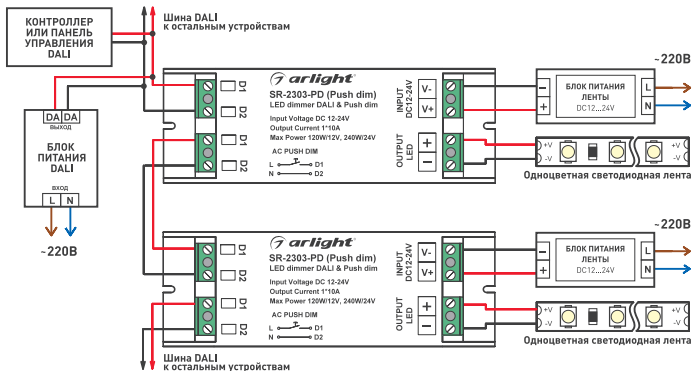 КОНТРОЛЛЕР
ИЛИ ПАНЕЛЬ
УПРАВЛЕНИЯ
DALI
Шина DALI
к остальным устройствам
DA DA
ВЫХОД
БЛОК
ПИТАНИЯ
DALI
ВХОД
L N
~220В
D1
D2
D1
D2
arlight
SR-2303-PD (Push dim)
LED dimmer DALI & Push dim
Input Voltage DC 12-24V
Output Current 1*10A
Max Power 120W/12V, 240W/24V
AC PUSH DIM
L D1
N D2
INPUT
DC12-24V
V-
V+
OUTPUT
LED
+
−
~220В
−
+
БЛОК ПИТАНИЯ
ЛЕНТЫ
DC12...24V
L
N
+V
-V
+V
-V
Одноцветная светодиодная лента
D1
D2
D1
D2
arlight
SR-2303-PD (Push dim)
LED dimmer DALI & Push dim
Input Voltage DC 12-24V
Output Current 1*10A
Max Power 120W/12V, 240W/24V
AC PUSH DIM
L D1
N D2
INPUT
DC12-24V
V-
V+
OUTPUT
LED
+
−
~220В
−
+
БЛОК ПИТАНИЯ
ЛЕНТЫ
DC12...24V
L
N
+V
-V
+V
-V
Одноцветная светодиодная лента
Шина DALI
к остальным устройствам